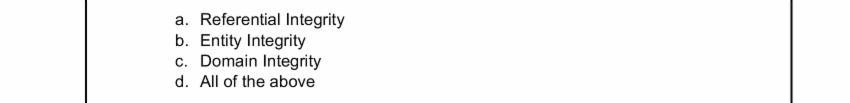 a. Referential Integrity
b. Entity Integrity
c. Domain Integrity
d. All of the above